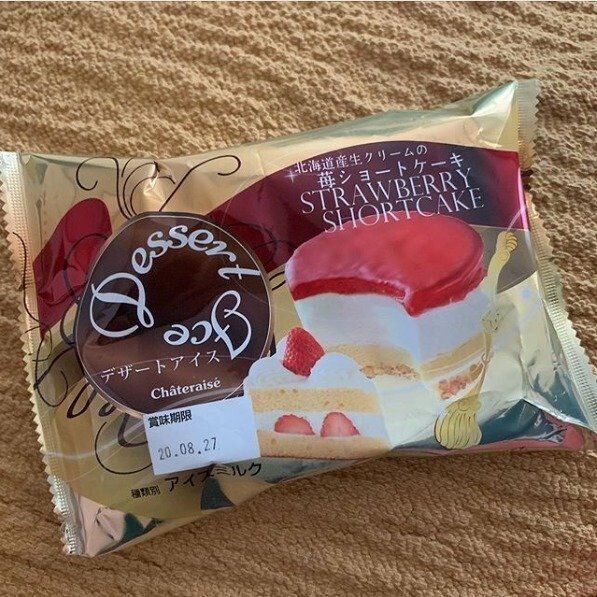 北海道産生クリームの
苺ショートケーキ
STRAWBERRY
SHORTCAKE
Dessert
Ice
デザートアイス
Châteraisé
賞味期限
20.08.27
種類別 アイスミルク